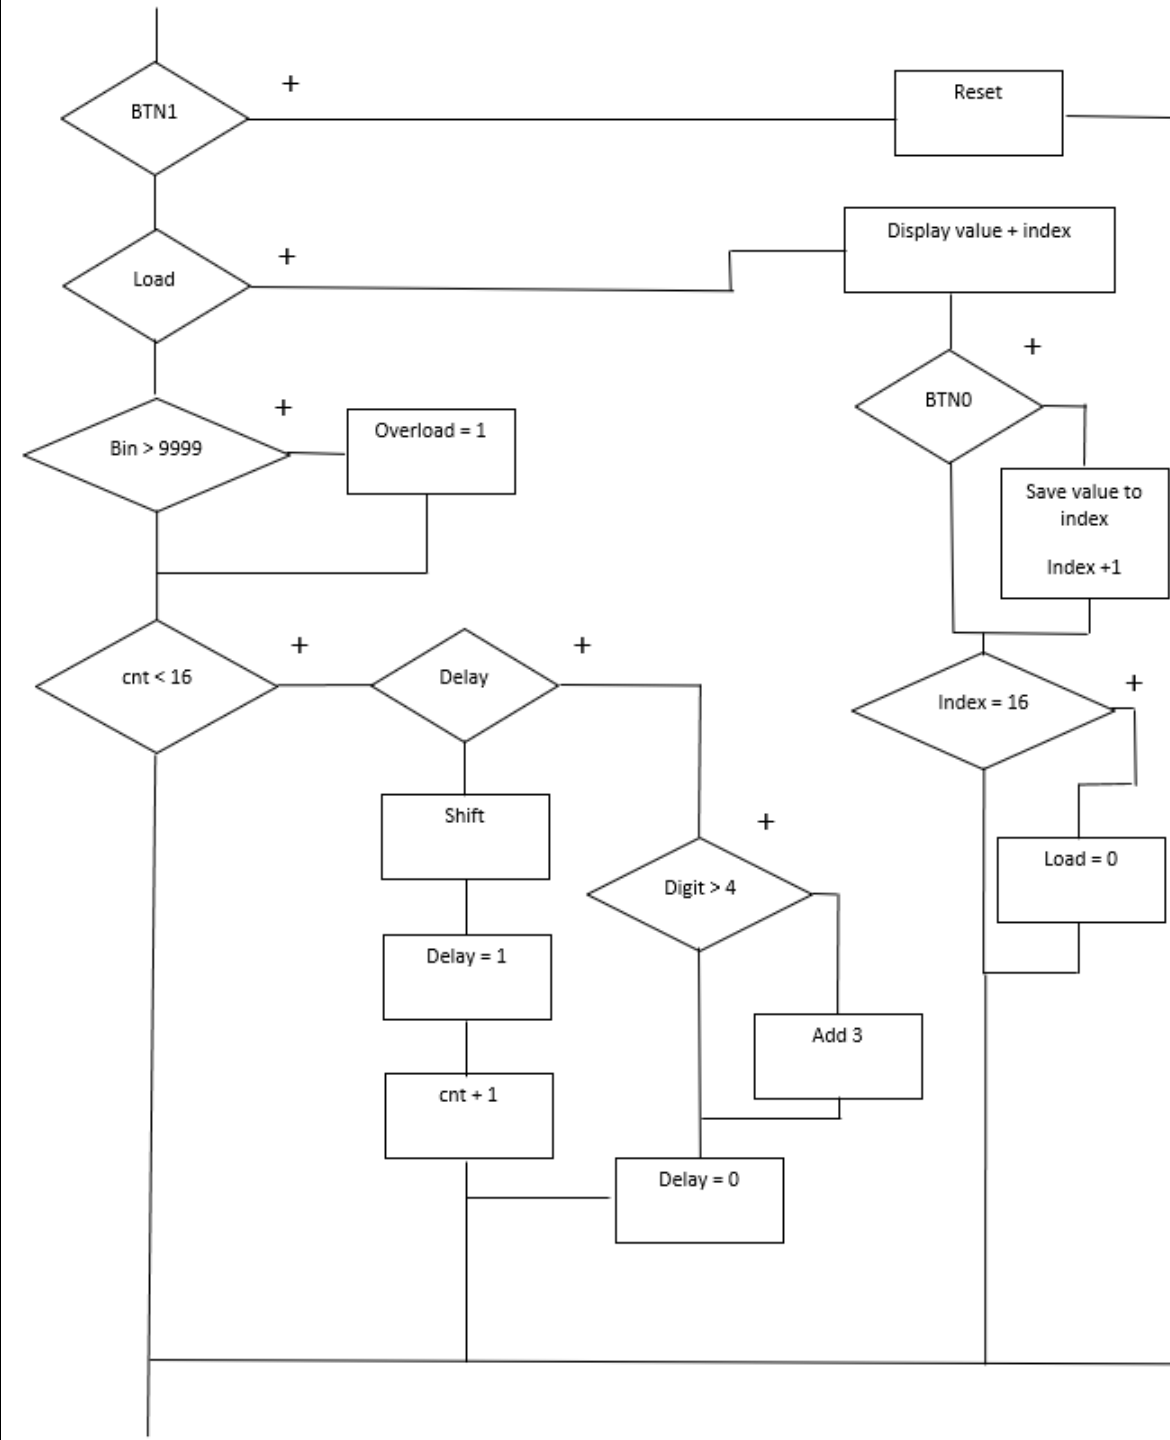 BTN1
+
Reset
Load
+
Display value + index
BTN0
+
Bin > 9999
+
Overload = 1
Save value to
index
Index +1
cnt < 16
+
Delay
+
Index = 16
+
Shift
Digit > 4
+
Load = 0
Delay = 1
Add 3
cnt + 1
Delay = 0